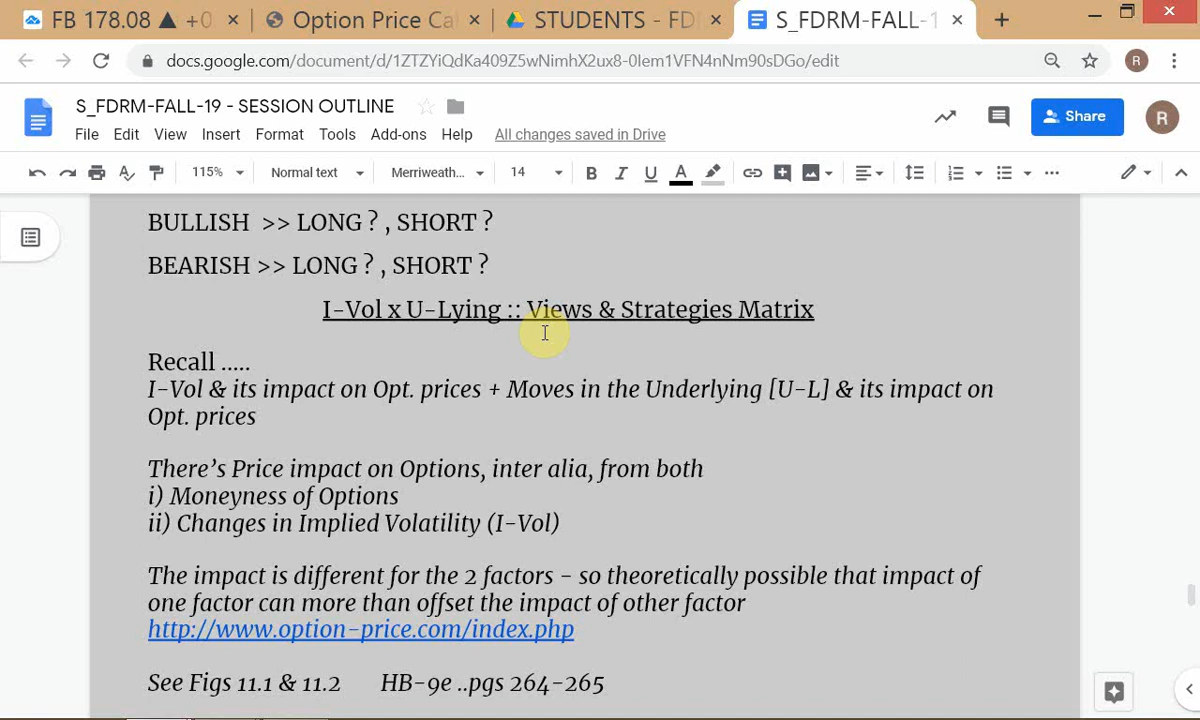 FB 178.08 ▲ +0
Option Price Ca
STUDENTS - FD
S_FDRM-FALL-1
docs.google.com/document/d/1ZTZYiQdKa409Z5wNimhX2ux8-0Iem1VFN4nNm90sDGo/edit
R
S_FDRM-FALL-19 - SESSION OUTLINE
File Edit View Insert Format Tools Add-ons Help All changes saved in Drive
Share
R
115% Normal text Merriweath... 14 B I U A
BULLISH >> LONG ? , SHORT ?
BEARISH >> LONG ? , SHORT ?
I-Vol x U-Lying :: Views & Strategies Matrix
Recall .....
I-Vol & its impact on Opt. prices + Moves in the Underlying [U-L] & its impact on
Opt. prices
There’s Price impact on Options, inter alia, from both
i) Moneyness of Options
ii) Changes in Implied Volatility (I-Vol)
The impact is different for the 2 factors - so theoretically possible that impact of
one factor can more than offset the impact of other factor
http://www.option-price.com/index.php
See Figs 11.1 & 11.2 HB-9e ..pgs 264-265